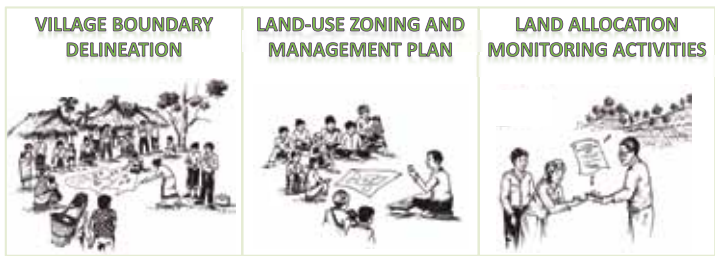 VILLAGE BOUNDARY
DELINEATION
LAND-USE ZONING AND
MANAGEMENT PLAN
LAND ALLOCATION
MONITORING ACTIVITIES